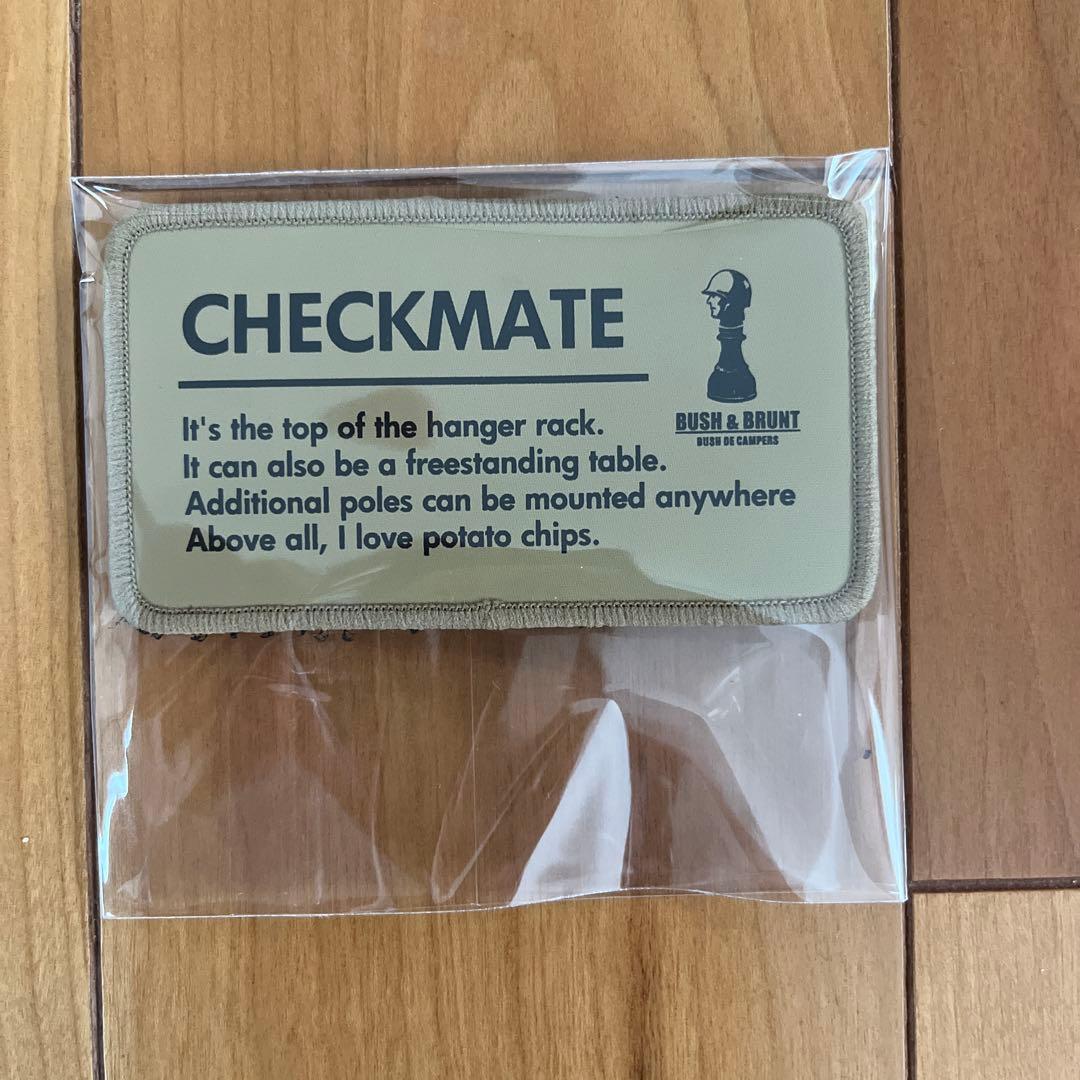 CHECKMATE
It's the top of the hanger rack.
It can also be a freestanding table.
Additional poles can be mounted anywhere
Above all, I love potato chips.
BUSH & BRUNT
BUSH DE CAMPERS